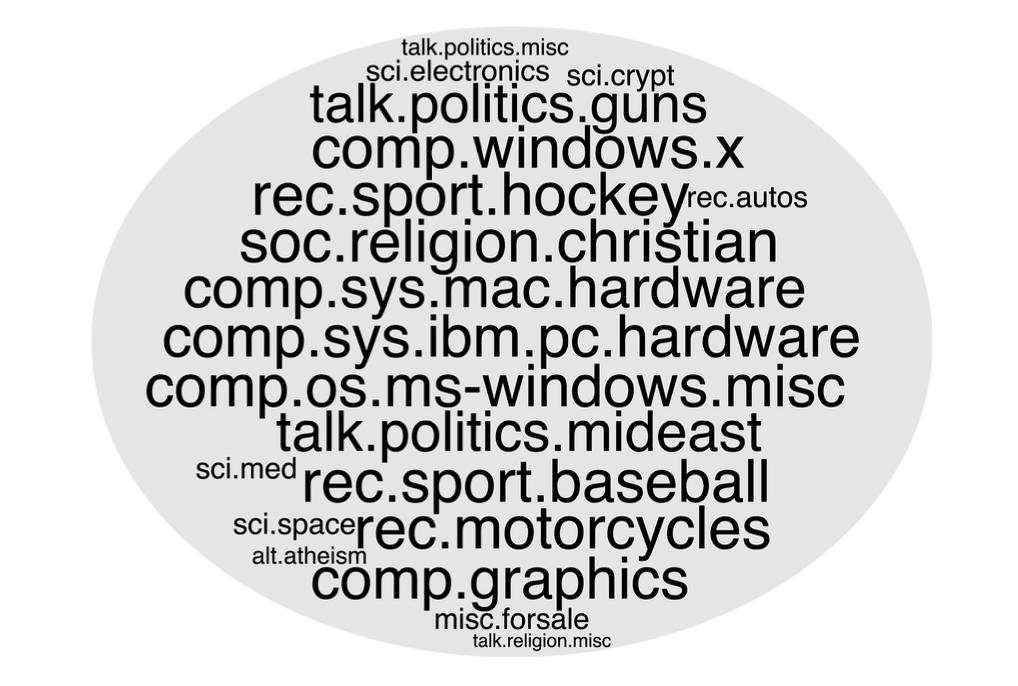 talk.politics.misc
sci.electronics sci.crypt
talk.politics.guns
comp.windows.x
rec.sport.hockey rec.autos
soc.religion.christian
comp.sys.mac.hardware
comp.sys.ibm.pc.hardware
comp.os.ms-windows.misc
talk.politics.mideast
sci.med rec.sport.baseball
sci.space rec.motorcycles
alt.atheism
comp.graphics
misc.forsale
talk.religion.misc